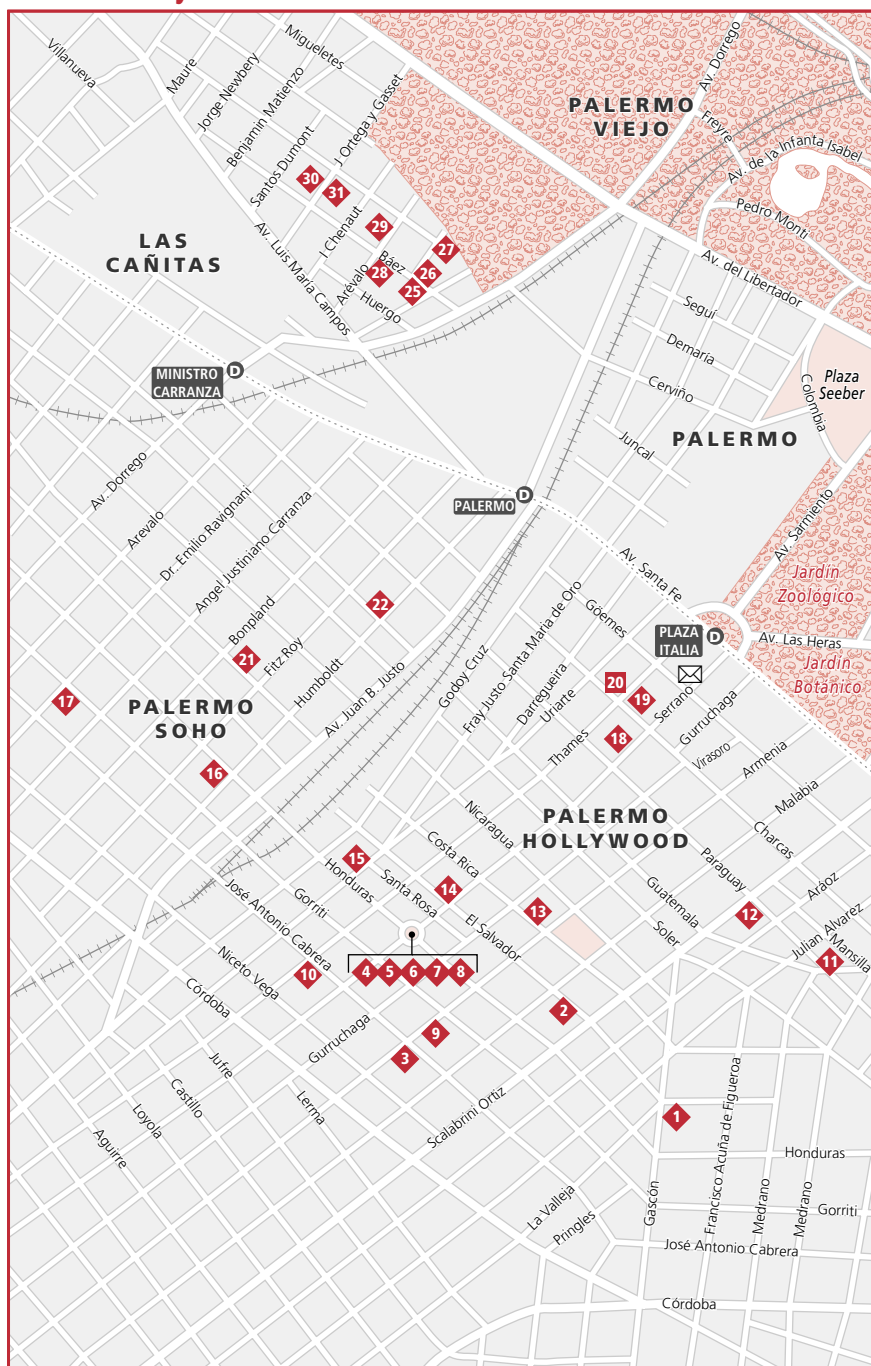 Migueletes
Villanueva
Maure
Jorge Newbery
Benjamin Matienzo
J Ortega y Gasset
Santos Dumont
Av. Dorrego
PALERMO
VIEJO
Freyre
Av. de la Infanta Isabel
Pedro Monti
30
31
LAS
CAÑITAS
Av. Luis María Campos
I Chenaut
29
27
Báez
28
26
25
Arévalo
Huergo
Av. del Libertador
Seguí
Demaría
Cerviño
Colombia
Plaza
Seeber
MINISTRO
CARRANZA
D
Juncal
PALERMO
Av. Dorrego
PALERMO
D
Arevalo
Dr. Emilio Ravignani
Angel Justiniano Carranza
Av. Sarmiento
Av. Santa Fe
Jardín
Zoológico
22
Bonpland
21
Fitz Roy
Humboldt
Av. Juan B. Justo
Godoy Cruz
Fray Justo Santa Maria de Oro
Göemes
Darregueira
Uriarte
PLAZA
ITALIA
D
Av. Las Heras
Jardín
Botánico
17
PALERMO
SOHO
20
19
Serrano
18
Gurruchaga
Thames
Virasoro
Armenia
16
Malabia
Nicaragua
PALERMO
HOLLYWOOD
Charcas
Costa Rica
Paraguay
15
Honduras
Santa Rosa
14
Aráoz
Gorriti
José Antonio Cabrera
El Salvador
13
Guatemala
12
Soler
Julian Alvarez
Mansilla
11
Niceto Vega
10
4
5
6
7
8
Córdoba
2
Gurruchaga
9
3
Jufre
Castillo
Lerma
Loyola
Scalabrini Ortiz
Aguirre
1
Francisco Acuña de Figueroa
Honduras
La Valleja
Pringles
Gascón
Medrano
Medrano
Gorriti
José Antonio Cabrera
Córdoba